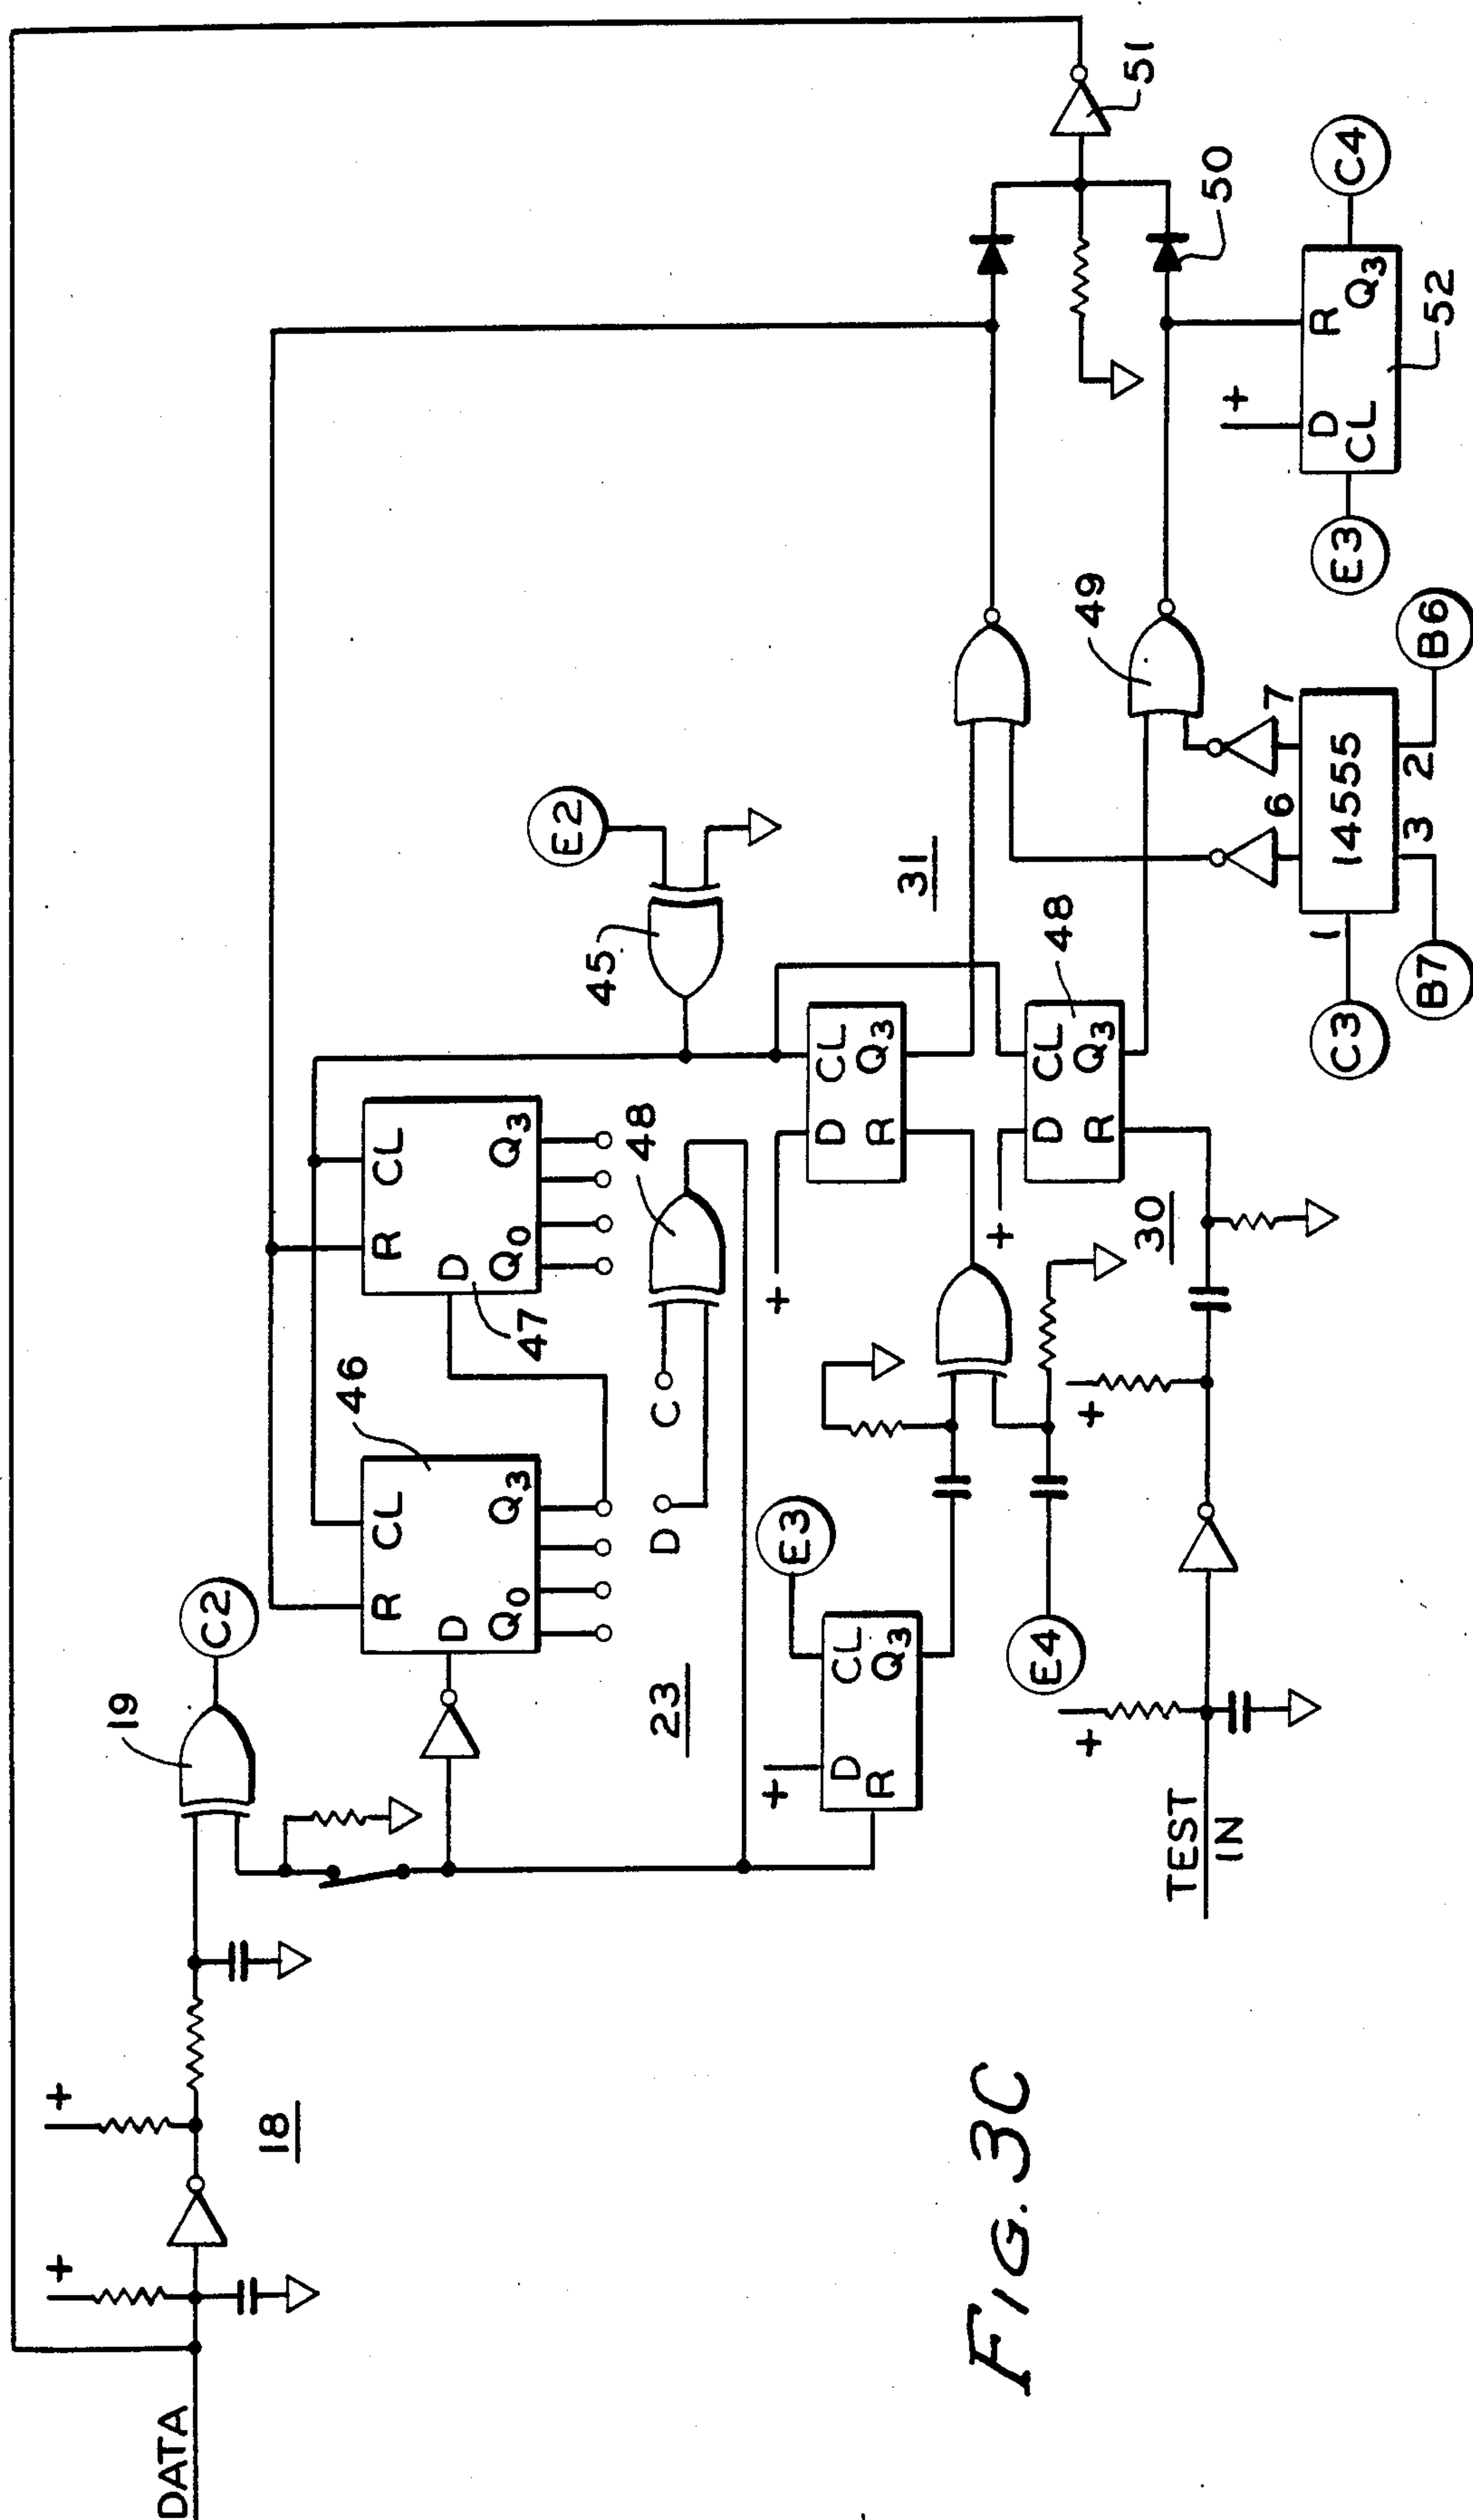 DATA
+
+
18
19
C2
R
CL
D
Q0
Q3
46
R
CL
D
Q0
Q3
47
45
E2
C
D
48
23
+
D
CL
R
Q3
E3
+
D
CL
R
Q3
31
E4
+
D
CL
R
Q3
48
30
+
+
TEST
IN
C3
1
14555
6
7
3
2
B7
B6
49
50
51
+
D
R
CL
Q3
E3
C4
52
FIG. 3C